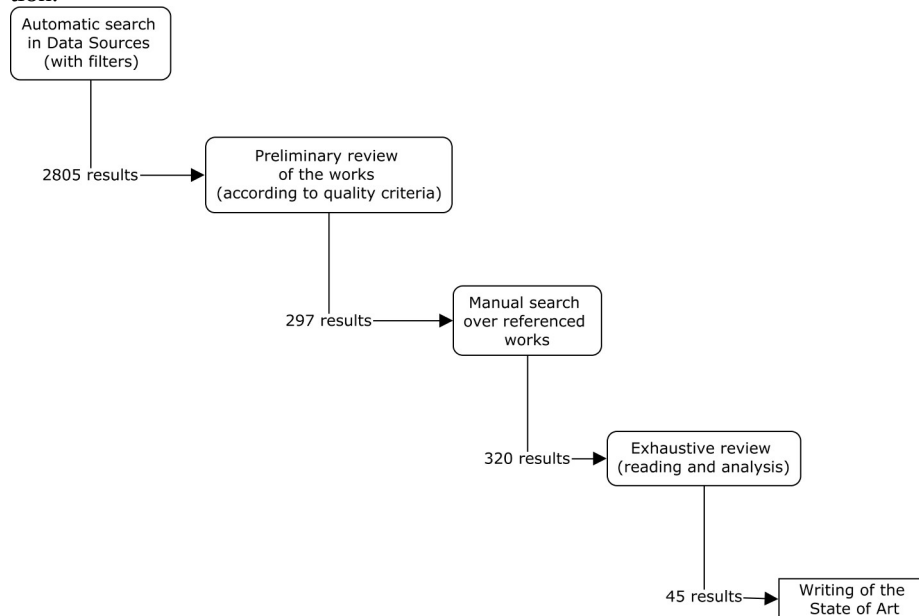 tion.
Automatic search
in Data Sources
(with filters)
2805 results
Preliminary review
of the works
(according to quality criteria)
297 results
Manual search
over referenced
works
320 results
Exhaustive review
(reading and analysis)
45 results
Writing of the
State of Art